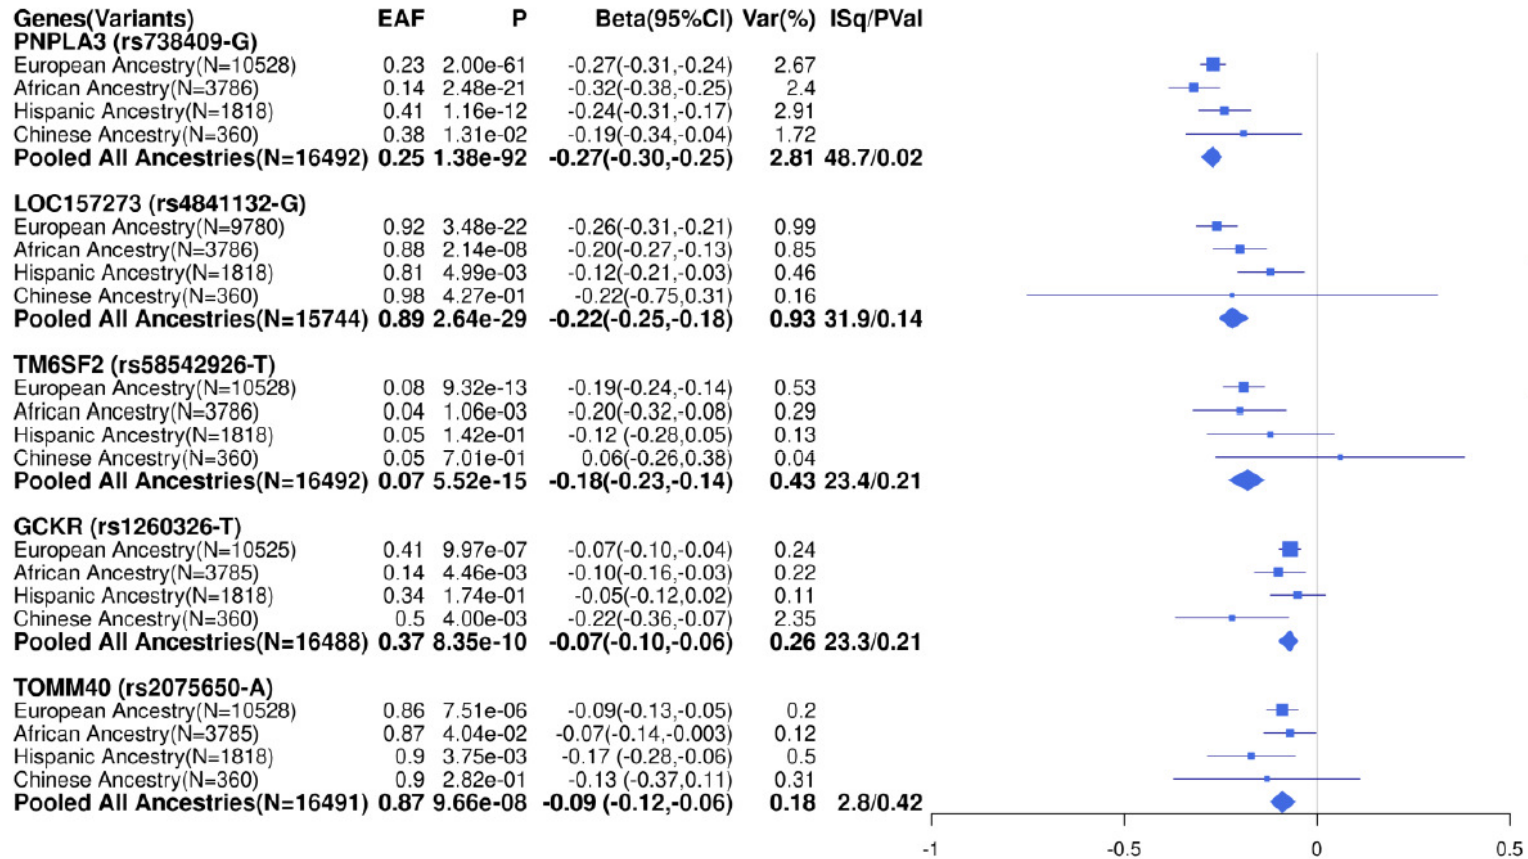 Genes(Variants) EAF P Beta(95%CI) Var(%) ISq/PVal
PNPLA3 (rs738409-G)
European Ancestry(N=10528) 0.23 2.00e-61 -0.27(-0.31,-0.24) 2.67
African Ancestry(N=3786) 0.14 2.48e-21 -0.32(-0.38,-0.25) 2.4
Hispanic Ancestry(N=1818) 0.41 1.16e-12 -0.24(-0.31,-0.17) 2.91
Chinese Ancestry(N=360) 0.38 1.31e-02 -0.19(-0.34,-0.04) 1.72
Pooled All Ancestries(N=16492) 0.25 1.38e-92 -0.27(-0.30,-0.25) 2.81 48.7/0.02
LOC157273 (rs4841132-G)
European Ancestry(N=9780) 0.92 3.48e-22 -0.26(-0.31,-0.21) 0.99
African Ancestry(N=3786) 0.88 2.14e-08 -0.20(-0.27,-0.13) 0.85
Hispanic Ancestry(N=1818) 0.81 4.99e-03 -0.12(-0.21,-0.03) 0.46
Chinese Ancestry(N=360) 0.98 4.27e-01 -0.22(-0.75,0.31) 0.16
Pooled All Ancestries(N=15744) 0.89 2.64e-29 -0.22(-0.25,-0.18) 0.93 31.9/0.14
TM6SF2 (rs58542926-T)
European Ancestry(N=10528) 0.08 9.32e-13 -0.19(-0.24,-0.14) 0.53
African Ancestry(N=3786) 0.04 1.06e-03 -0.20(-0.32,-0.08) 0.29
Hispanic Ancestry(N=1818) 0.05 1.42e-01 -0.12 (-0.28,0.05) 0.13
Chinese Ancestry(N=360) 0.05 7.01e-01 0.06(-0.26,0.38) 0.04
Pooled All Ancestries(N=16492) 0.07 5.52e-15 -0.18(-0.23,-0.14) 0.43 23.4/0.21
GCKR (rs1260326-T)
European Ancestry(N=10525) 0.41 9.97e-07 -0.07(-0.10,-0.04) 0.24
African Ancestry(N=3785) 0.14 4.46e-03 -0.10(-0.16,-0.03) 0.22
Hispanic Ancestry(N=1818) 0.34 1.74e-01 -0.05(-0.12,0.02) 0.11
Chinese Ancestry(N=360) 0.5 4.00e-03 -0.22(-0.36,-0.07) 2.35
Pooled All Ancestries(N=16488) 0.37 8.35e-10 -0.07(-0.10,-0.06) 0.26 23.3/0.21
TOMM40 (rs2075650-A)
European Ancestry(N=10528) 0.86 7.51e-06 -0.09(-0.13,-0.05) 0.2
African Ancestry(N=3785) 0.87 4.04e-02 -0.07(-0.14,-0.003) 0.12
Hispanic Ancestry(N=1818) 0.9 3.75e-03 -0.17 (-0.28,-0.06) 0.5
Chinese Ancestry(N=360) 0.9 2.82e-01 -0.13 (-0.37,0.11) 0.31
Pooled All Ancestries(N=16491) 0.87 9.66e-08 -0.09 (-0.12,-0.06) 0.18 2.8/0.42
-1 -0.5 0 0.5